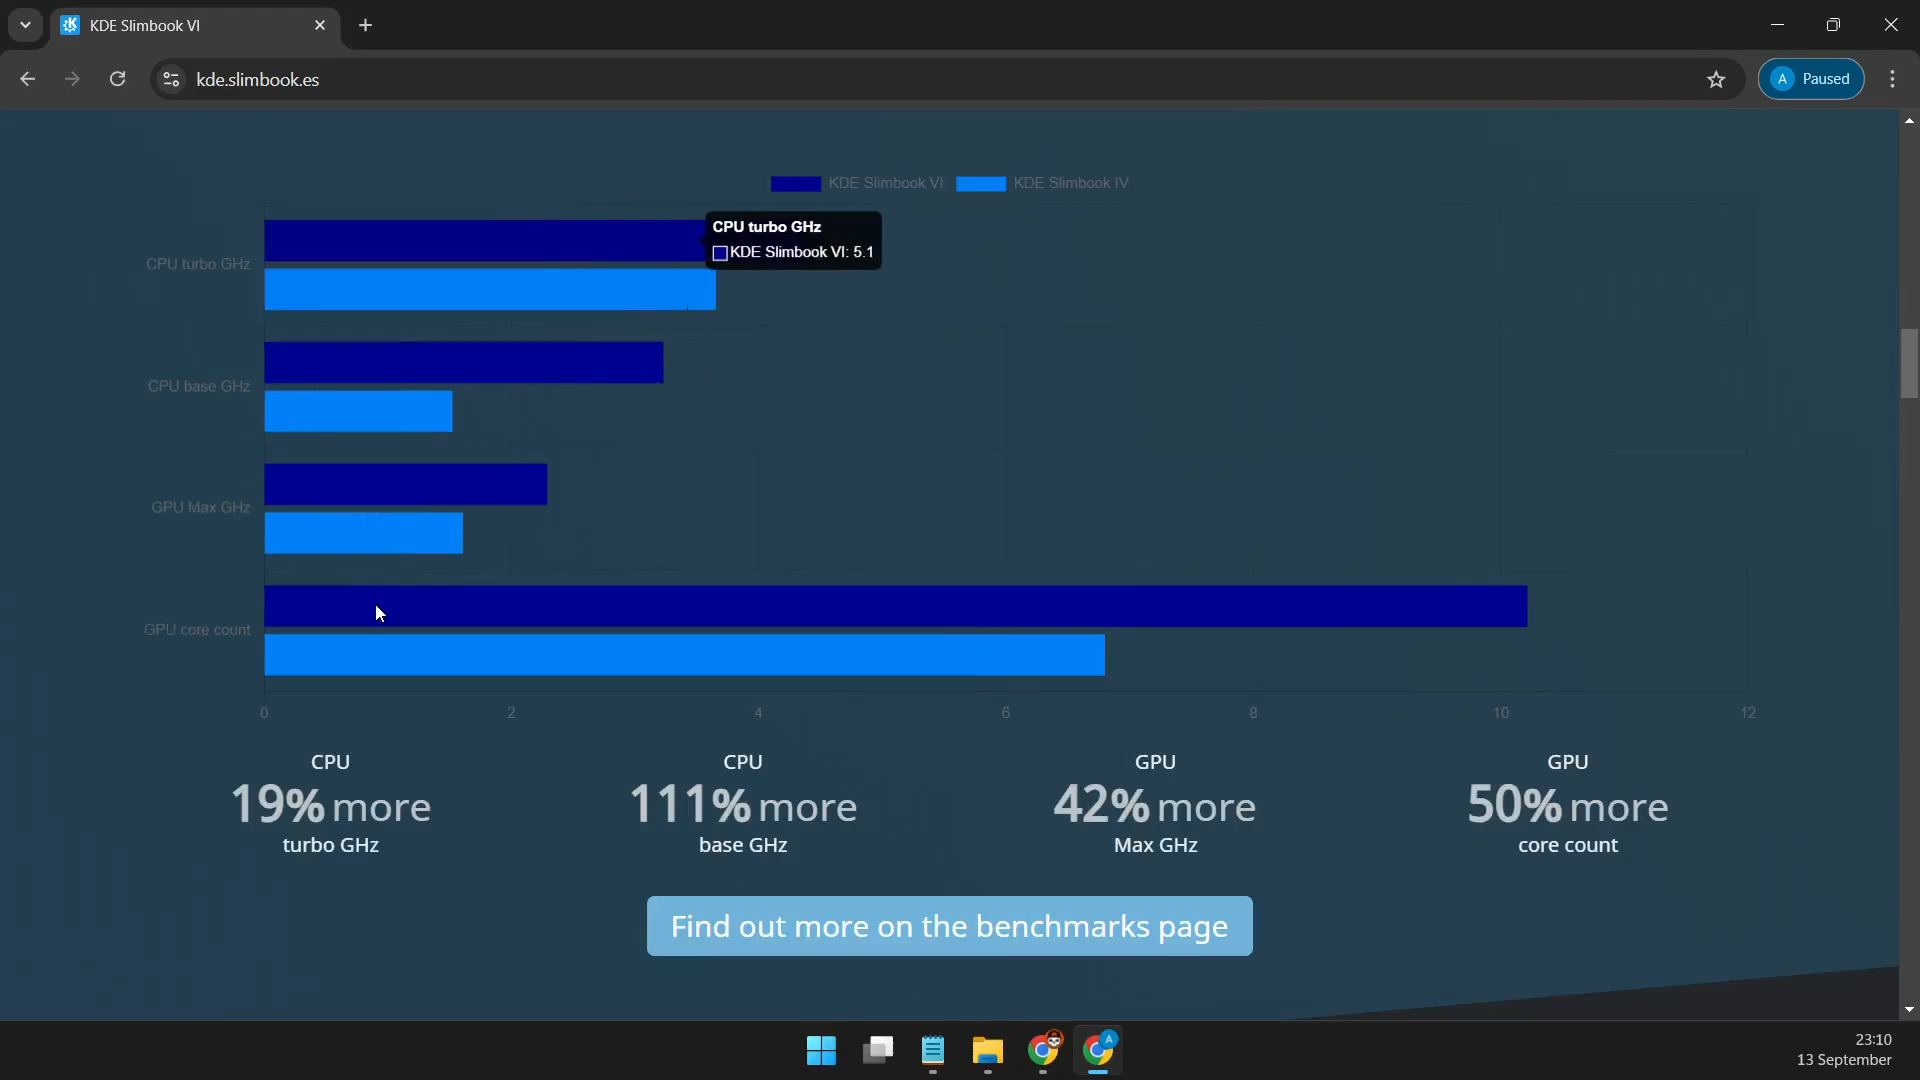 KDE Slimbook VI
kde.slimbook.es
A Paused
KDE Slimbook VI KDE Slimbook IV
CPU turbo GHz
KDE Slimbook VI: 5.1
CPU turbo GHz
CPU base GHz
GPU Max GHz
GPU core count
0 2 4 6 8 10 12
CPU CPU GPU GPU
19% more 111% more 42% more 50% more
turbo GHz base GHz Max GHz core count
Find out more on the benchmarks page
A
23:10
13 September